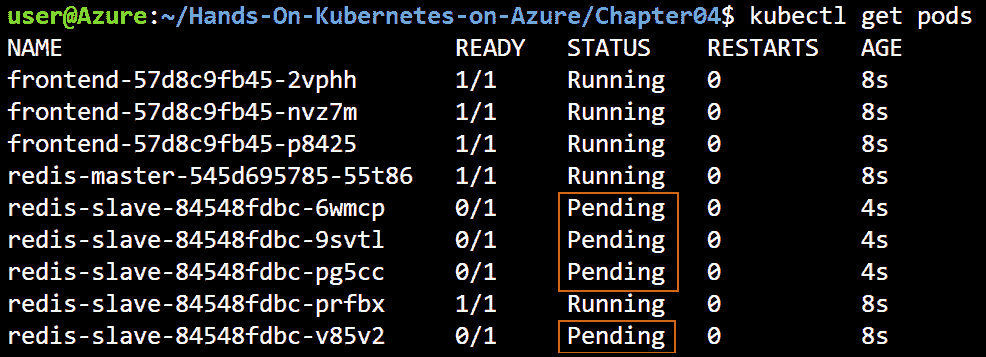 user@Azure:~/Hands-On-Kubernetes-on-Azure/Chapter04$ kubectl get pods
NAME READY STATUS RESTARTS AGE
frontend-57d8c9fb45-2vphh 1/1 Running 0 8s
frontend-57d8c9fb45-nvz7m 1/1 Running 0 8s
frontend-57d8c9fb45-p8425 1/1 Running 0 8s
redis-master-545d695785-55t86 1/1 Running 0 8s
redis-slave-84548fdbc-6wmcp 0/1 Pending 0 4s
redis-slave-84548fdbc-9svtl 0/1 Pending 0 4s
redis-slave-84548fdbc-pg5cc 0/1 Pending 0 4s
redis-slave-84548fdbc-prfbx 1/1 Running 0 8s
redis-slave-84548fdbc-v85v2 0/1 Pending 0 4s